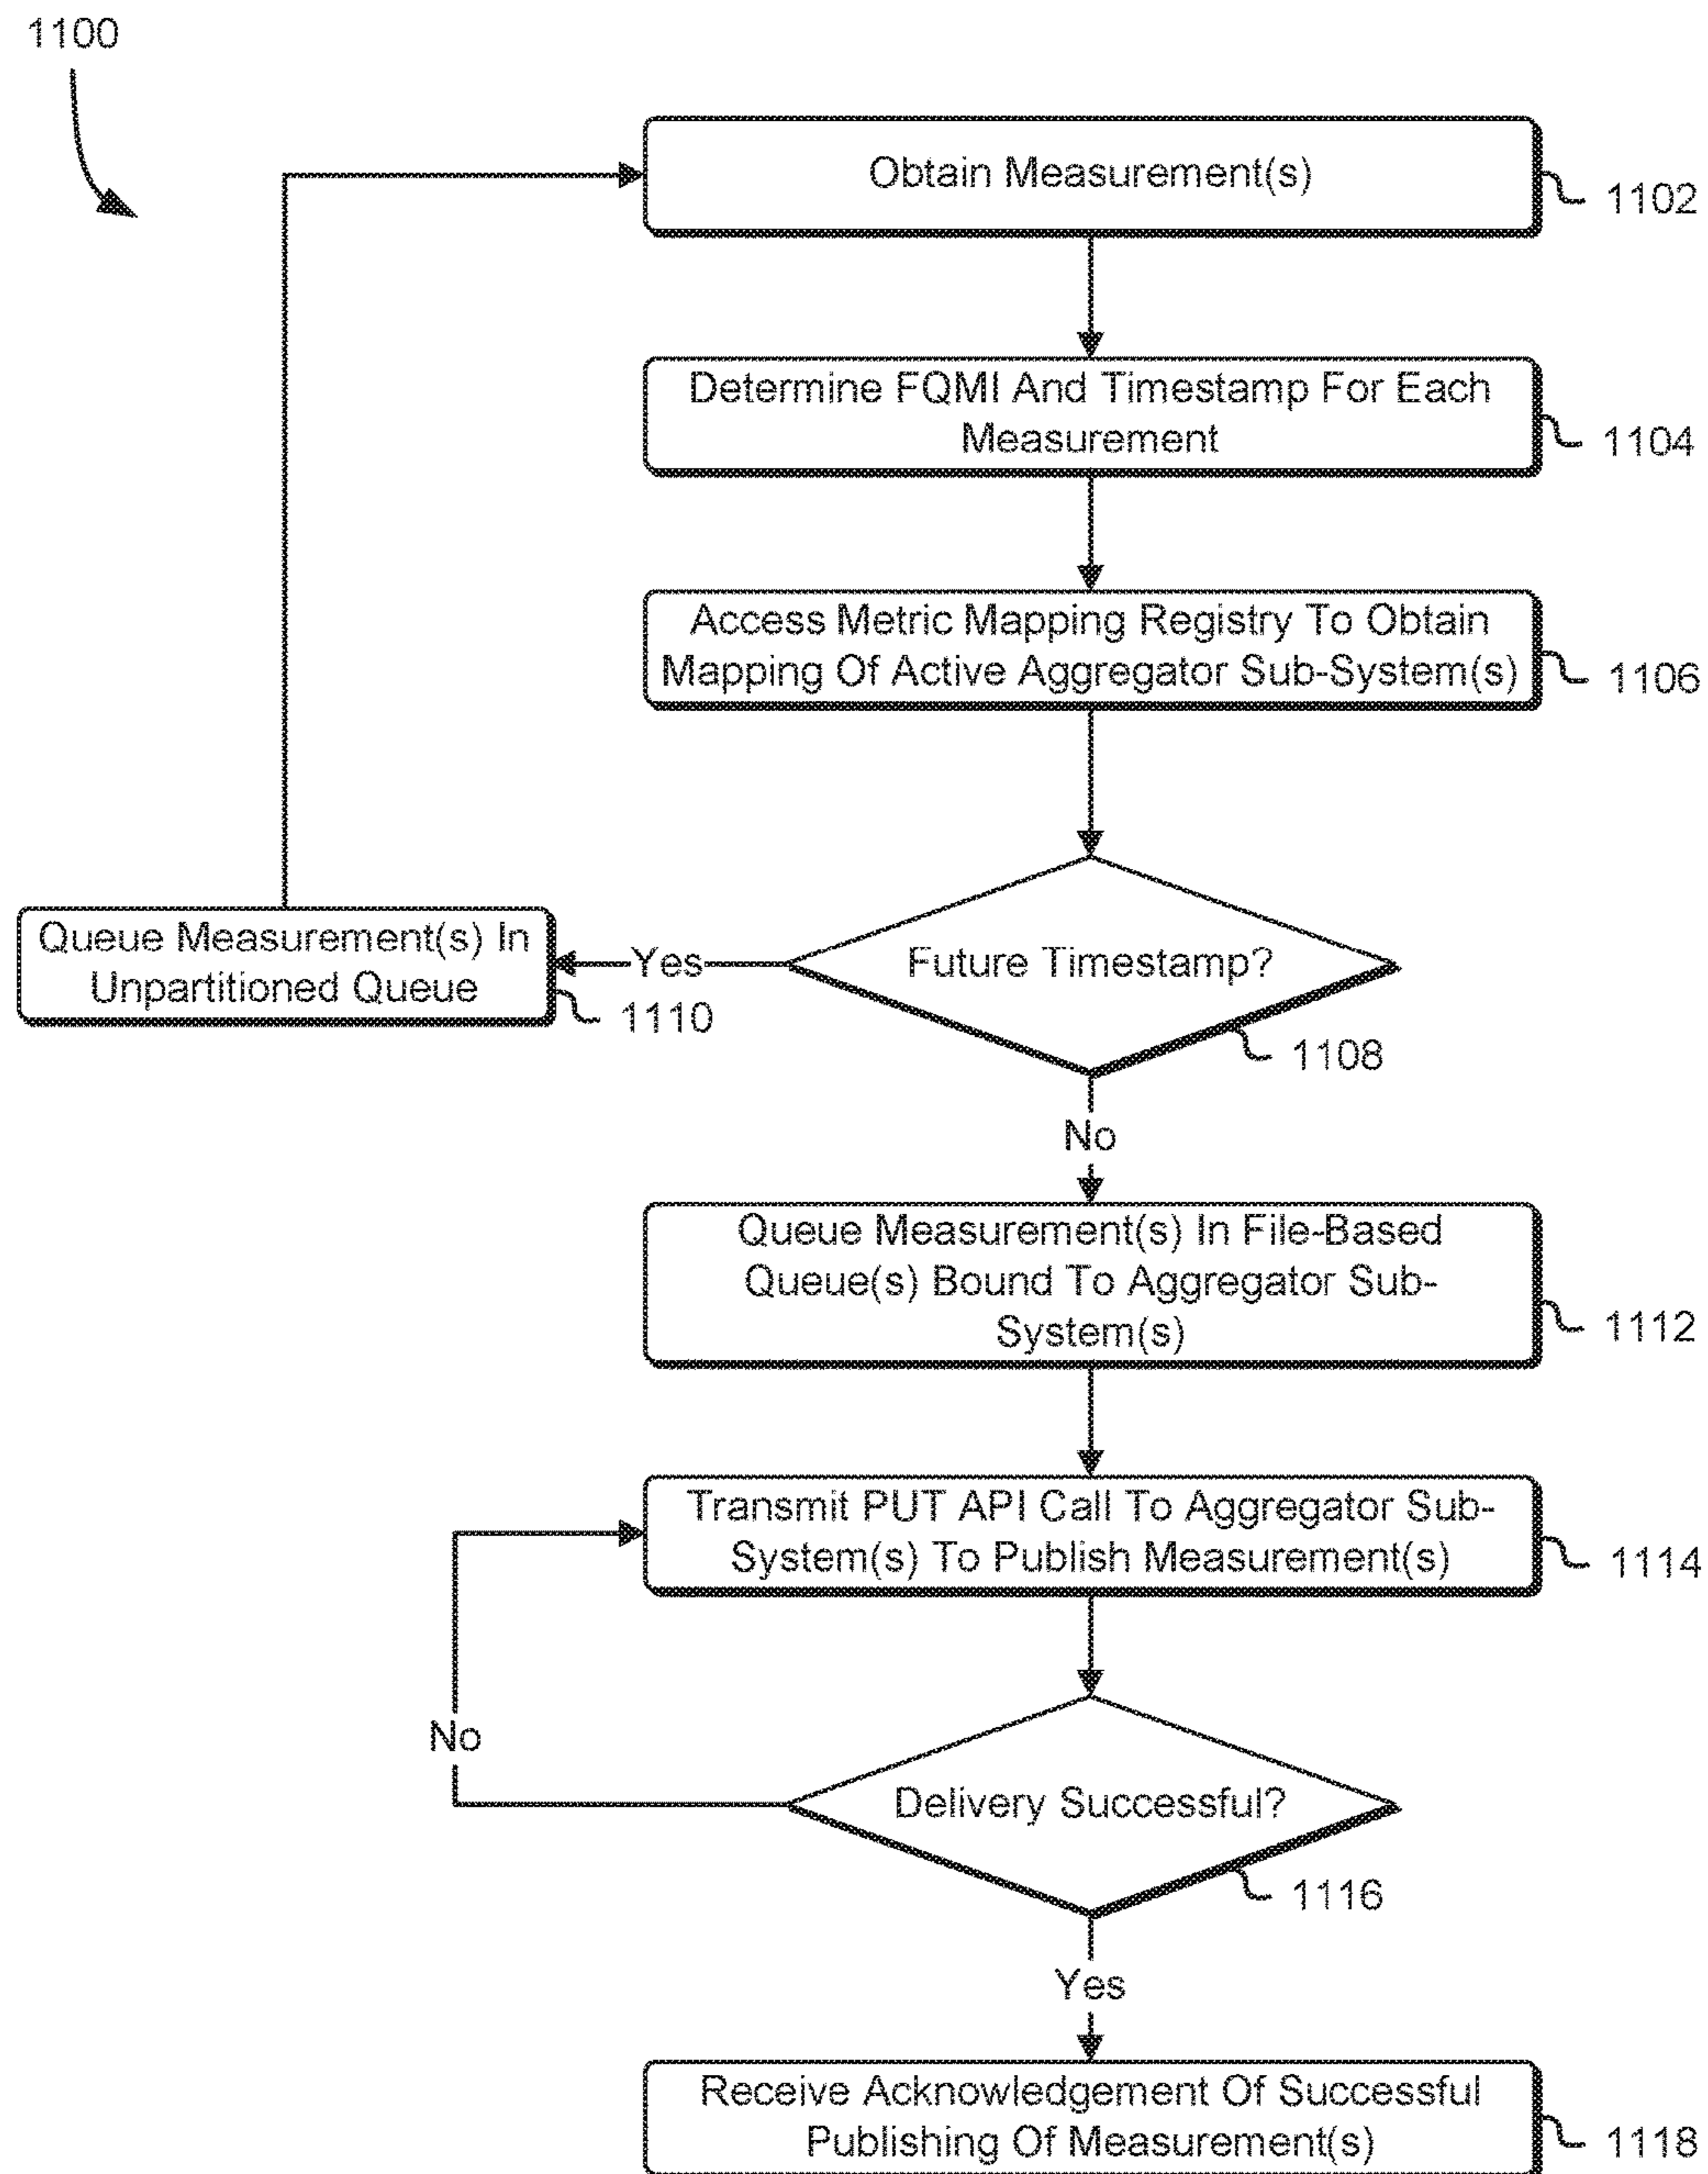 1100
Obtain Measurement(s)
1102
Determine FQMI And Timestamp For Each
Measurement
1104
Access Metric Mapping Registry To Obtain
Mapping Of Active Aggregator Sub-System(s)
1106
Future Timestamp?
1108
Yes
Queue Measurement(s) In
Unpartitioned Queue
1110
No
Queue Measurement(s) In File-Based
Queue(s) Bound To Aggregator Sub-
System(s)
1112
Transmit PUT API Call To Aggregator Sub-
System(s) To Publish Measurement(s)
1114
No
Delivery Successful?
1116
Yes
Receive Acknowledgement Of Successful
Publishing Of Measurement(s)
1118